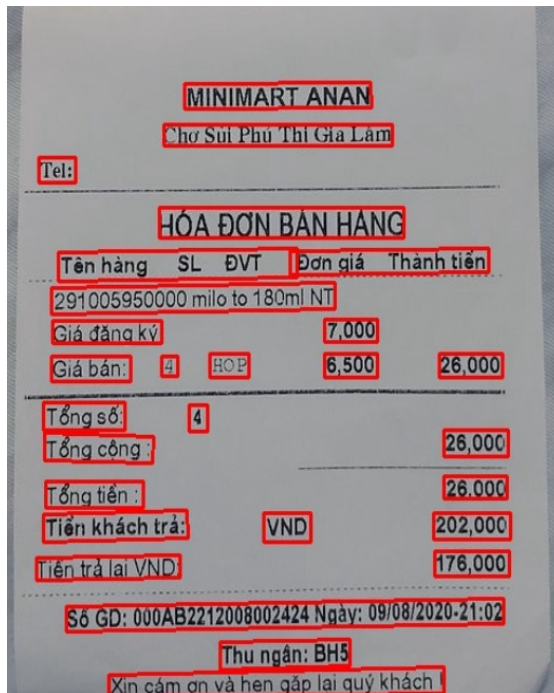 MINIMART ANAN
Chợ Sủi Phú Thị Gia Lâm
Tel:
HÓA ĐƠN BÁN HÀNG
Tên hàng SL ĐVT Đơn giá Thành tiền
291005950000 milo to 180ml NT
Giá đăng ký 7,000
Giá bán: 4 HOP 6,500 26,000
Tổng số: 4
Tổng cộng : 26,000
Tổng tiền : 26.000
Tiền khách trả: VND 202,000
Tiền trả lại VND: 176,000
Số GD: 000AB2212008002424 Ngày: 09/08/2020-21:02
Thu ngân: BH5
Xin cám ơn và hẹn gặp lại quý khách !